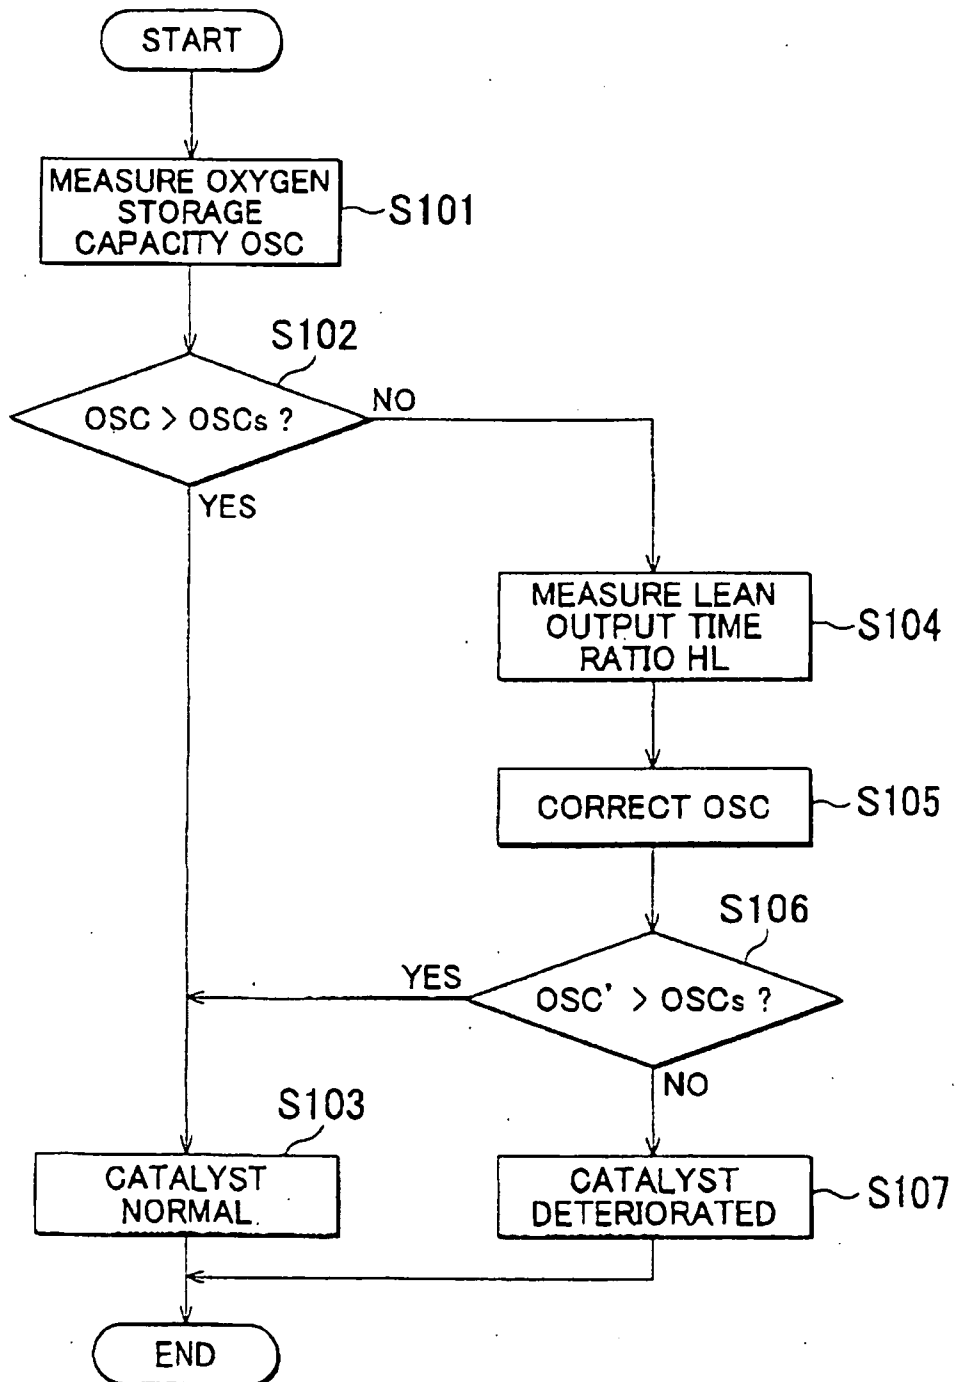 START
MEASURE OXYGEN
STORAGE
CAPACITY OSC
S101
S102
OSC > OSCs ?
NO
YES
MEASURE LEAN
OUTPUT TIME
RATIO HL
S104
CORRECT OSC
S105
S106
YES
OSC' > OSCs ?
NO
S103
CATALYST
NORMAL
CATALYST
DETERIORATED
S107
END